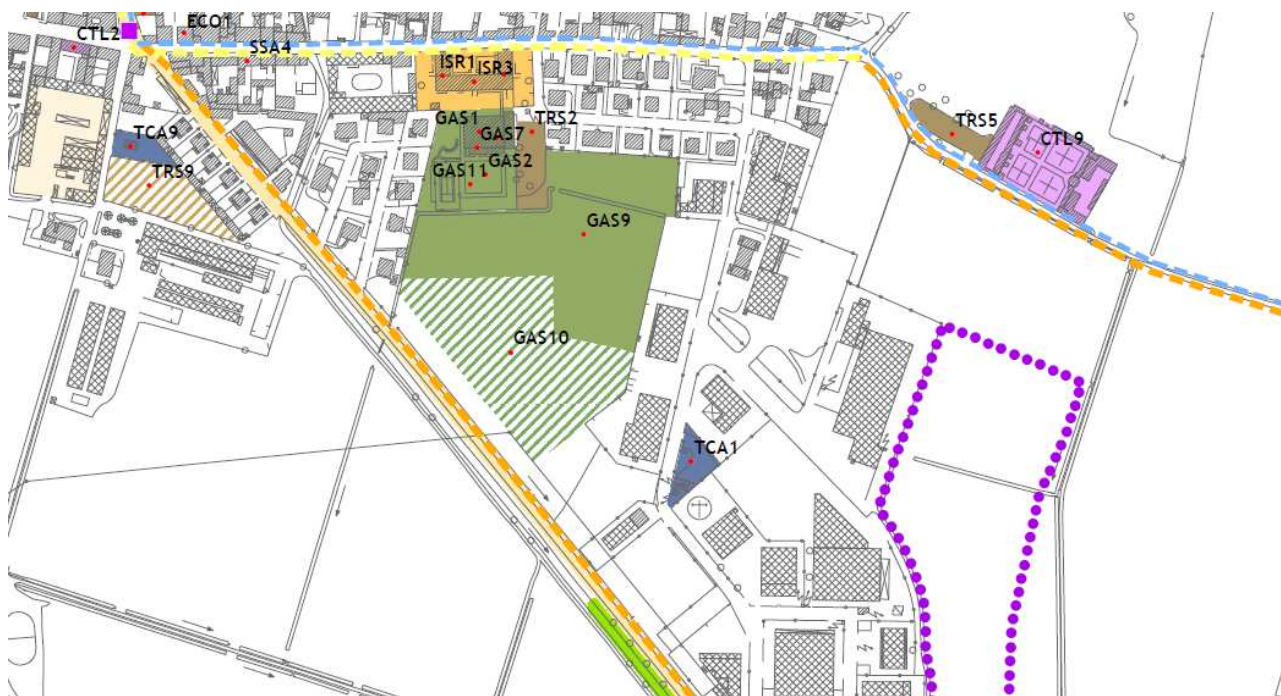 ECO1
CTL2
SSA4
ISR1
ISR3
GAS1
TRS2
TRS5
TCA9
GAS7
CTL9
GAS2
TRS9
GAS11
GAS9
GAS10
TCA1